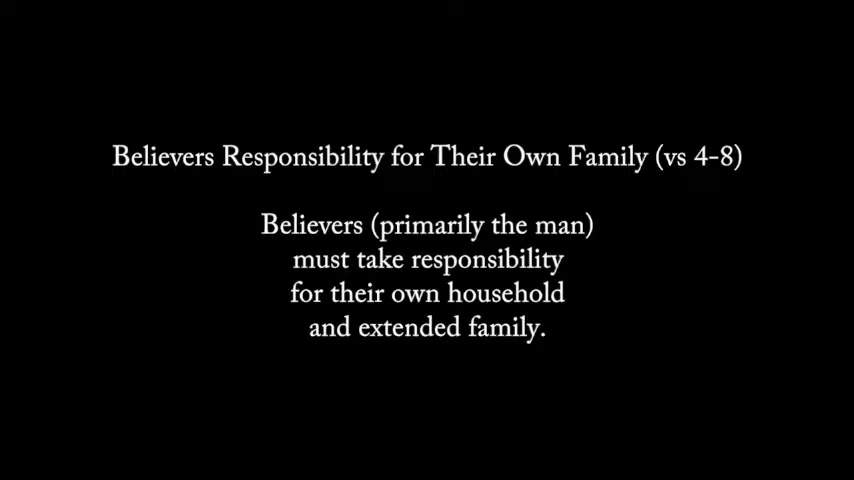 Believers Responsibility for Their Own Family (vs 4-8)
Believers (primarily the man)
must take responsibility
for their own household
and extended family.